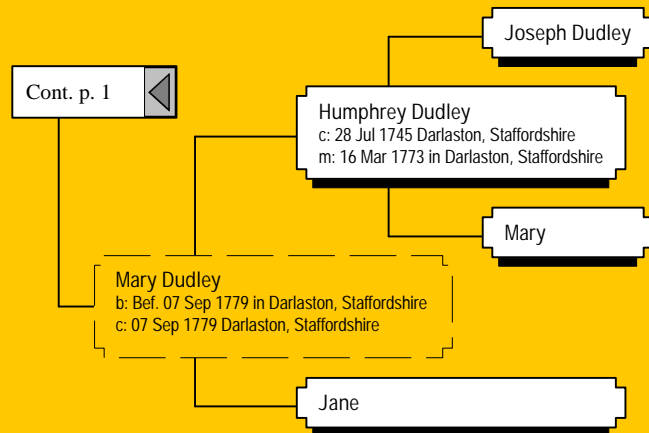 Joseph Dudley
Cont. p. 1
Humphrey Dudley
c: 28 Jul 1745 Darlaston, Staffordshire
m: 16 Mar 1773 in Darlaston, Staffordshire
Mary
Mary Dudley
b: Bef. 07 Sep 1779 in Darlaston, Staffordshire
c: 07 Sep 1779 Darlaston, Staffordshire
Jane